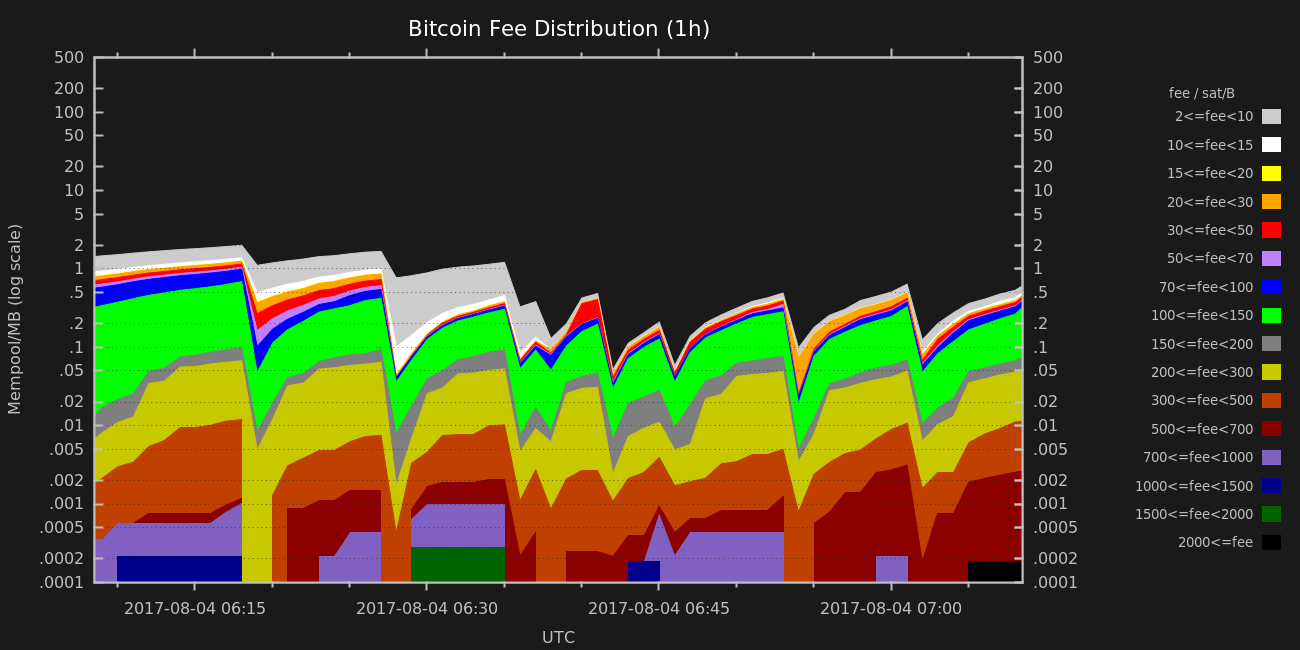 Bitcoin Fee Distribution (1h)
Mempool/MB (log scale)
500
200
100
50
20
10
5
2
1
.5
.2
.1
.05
.02
.01
.005
.002
.001
.0005
.0002
.0001
500
200
100
50
20
10
5
2
1
.5
.2
.1
.05
.02
.01
.005
.002
.001
.0005
.0002
.0001
2017-08-04 06:15 2017-08-04 06:30 2017-08-04 06:45 2017-08-04 07:00
UTC
fee / sat/B
2<=fee<10
10<=fee<15
15<=fee<20
20<=fee<30
30<=fee<50
50<=fee<70
70<=fee<100
100<=fee<150
150<=fee<200
200<=fee<300
300<=fee<500
500<=fee<700
700<=fee<1000
1000<=fee<1500
1500<=fee<2000
2000<=fee